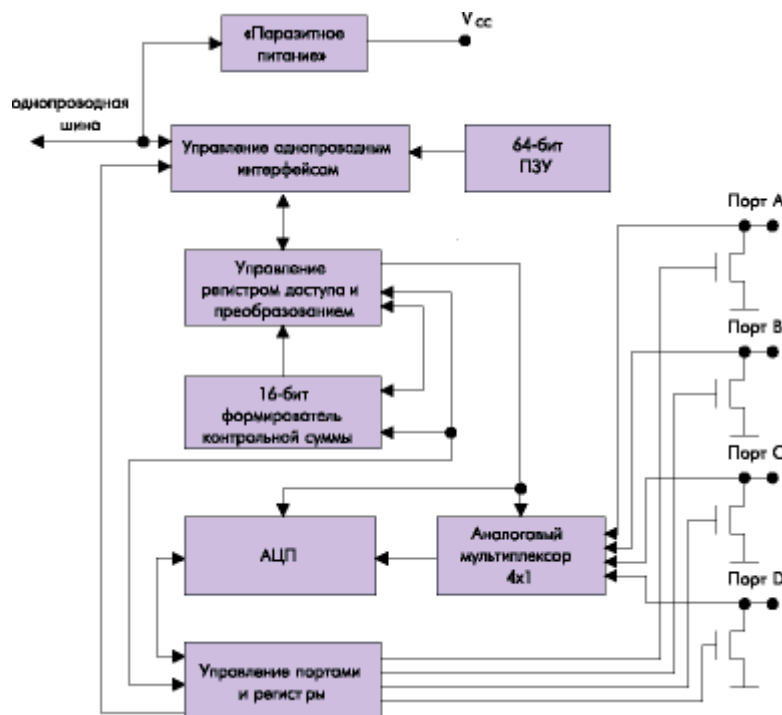 «Паразитное
питание»
V CC
однопроводная
шина
Управление однопроводным
интерфейсом
64-бит
ПЗУ
Порт A
Управление
регистром доступа и
преобразованием
Порт B
16-бит
формирователь
контрольной суммы
Порт C
АЦП
Аналоговый
мультиплексор
4x1
Порт D
Управление портами
и регистры